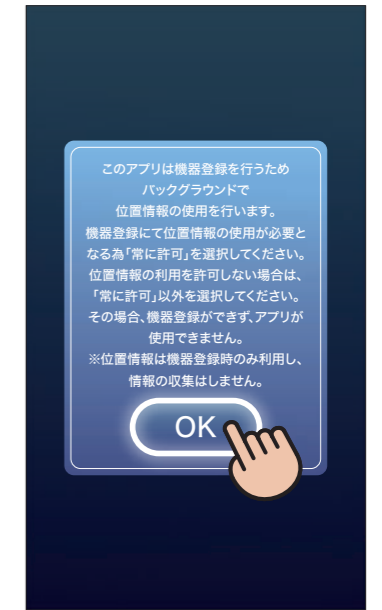 このアプリは機器登録を行うため
バックグラウンドで
位置情報の使用を行います。
機器登録にて位置情報の使用が必要と
なる為「常に許可」を選択してください。
位置情報の利用を許可しない場合は、
「常に許可」以外を選択してください。
その場合、機器登録ができず、アプリが
使用できません。
※位置情報は機器登録時のみ利用し、
情報の収集はしません。
OK